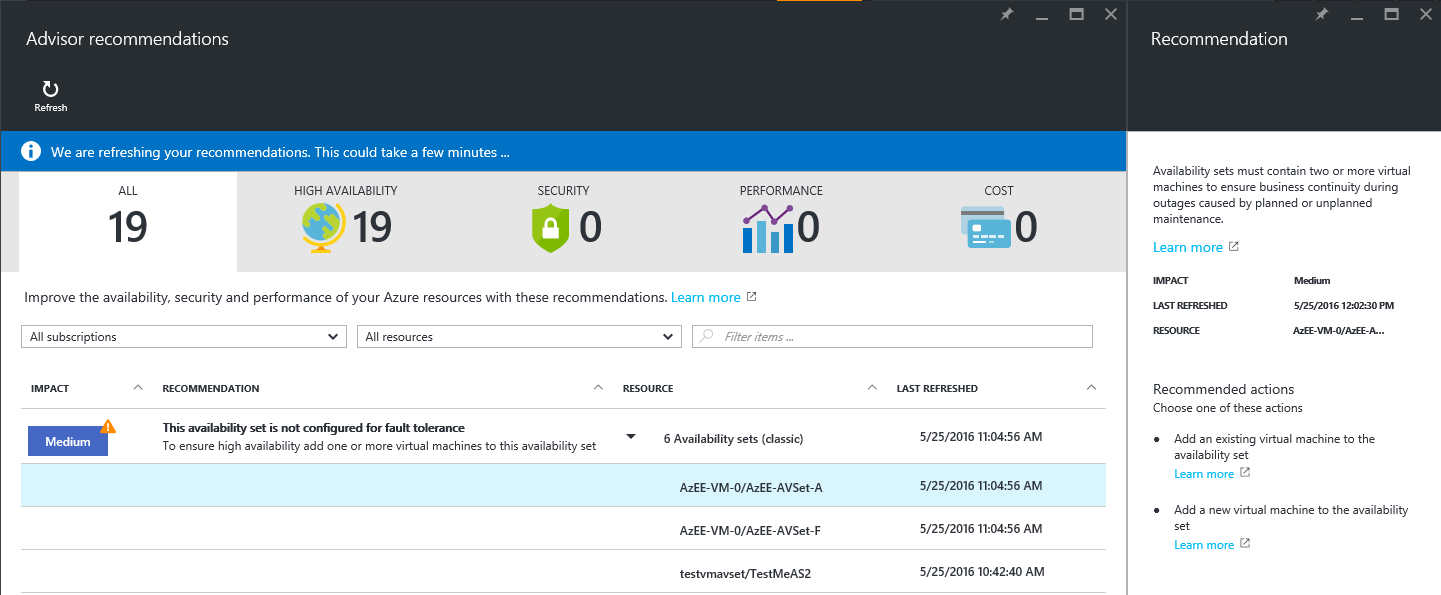 Advisor recommendations
Refresh
We are refreshing your recommendations. This could take a few minutes ...
ALL
19
HIGH AVAILABILITY
19
SECURITY
0
PERFORMANCE
0
COST
0
Improve the availability, security and performance of your Azure resources with these recommendations. Learn more
All subscriptions
All resources
Filter items ...
IMPACT RECOMMENDATION RESOURCE LAST REFRESHED
Medium
This availability set is not configured for fault tolerance
To ensure high availability add one or more virtual machines to this availability set
6 Availability sets (classic)
5/25/2016 11:04:56 AM
AzEE-VM-0/AzEE-AVSet-A
5/25/2016 11:04:56 AM
AzEE-VM-0/AzEE-AVSet-F
5/25/2016 11:04:56 AM
testvmavset/TestMeAS2
5/25/2016 10:42:40 AM
Recommendation
Availability sets must contain two or more virtual
machines to ensure business continuity during
outages caused by planned or unplanned
maintenance.
Learn more
IMPACT Medium
LAST REFRESHED 5/25/2016 12:02:30 PM
RESOURCE AzEE-VM-0/AzEE-A...
Recommended actions
Choose one of these actions
• Add an existing virtual machine to the
availability set
Learn more
• Add a new virtual machine to the availability
set
Learn more